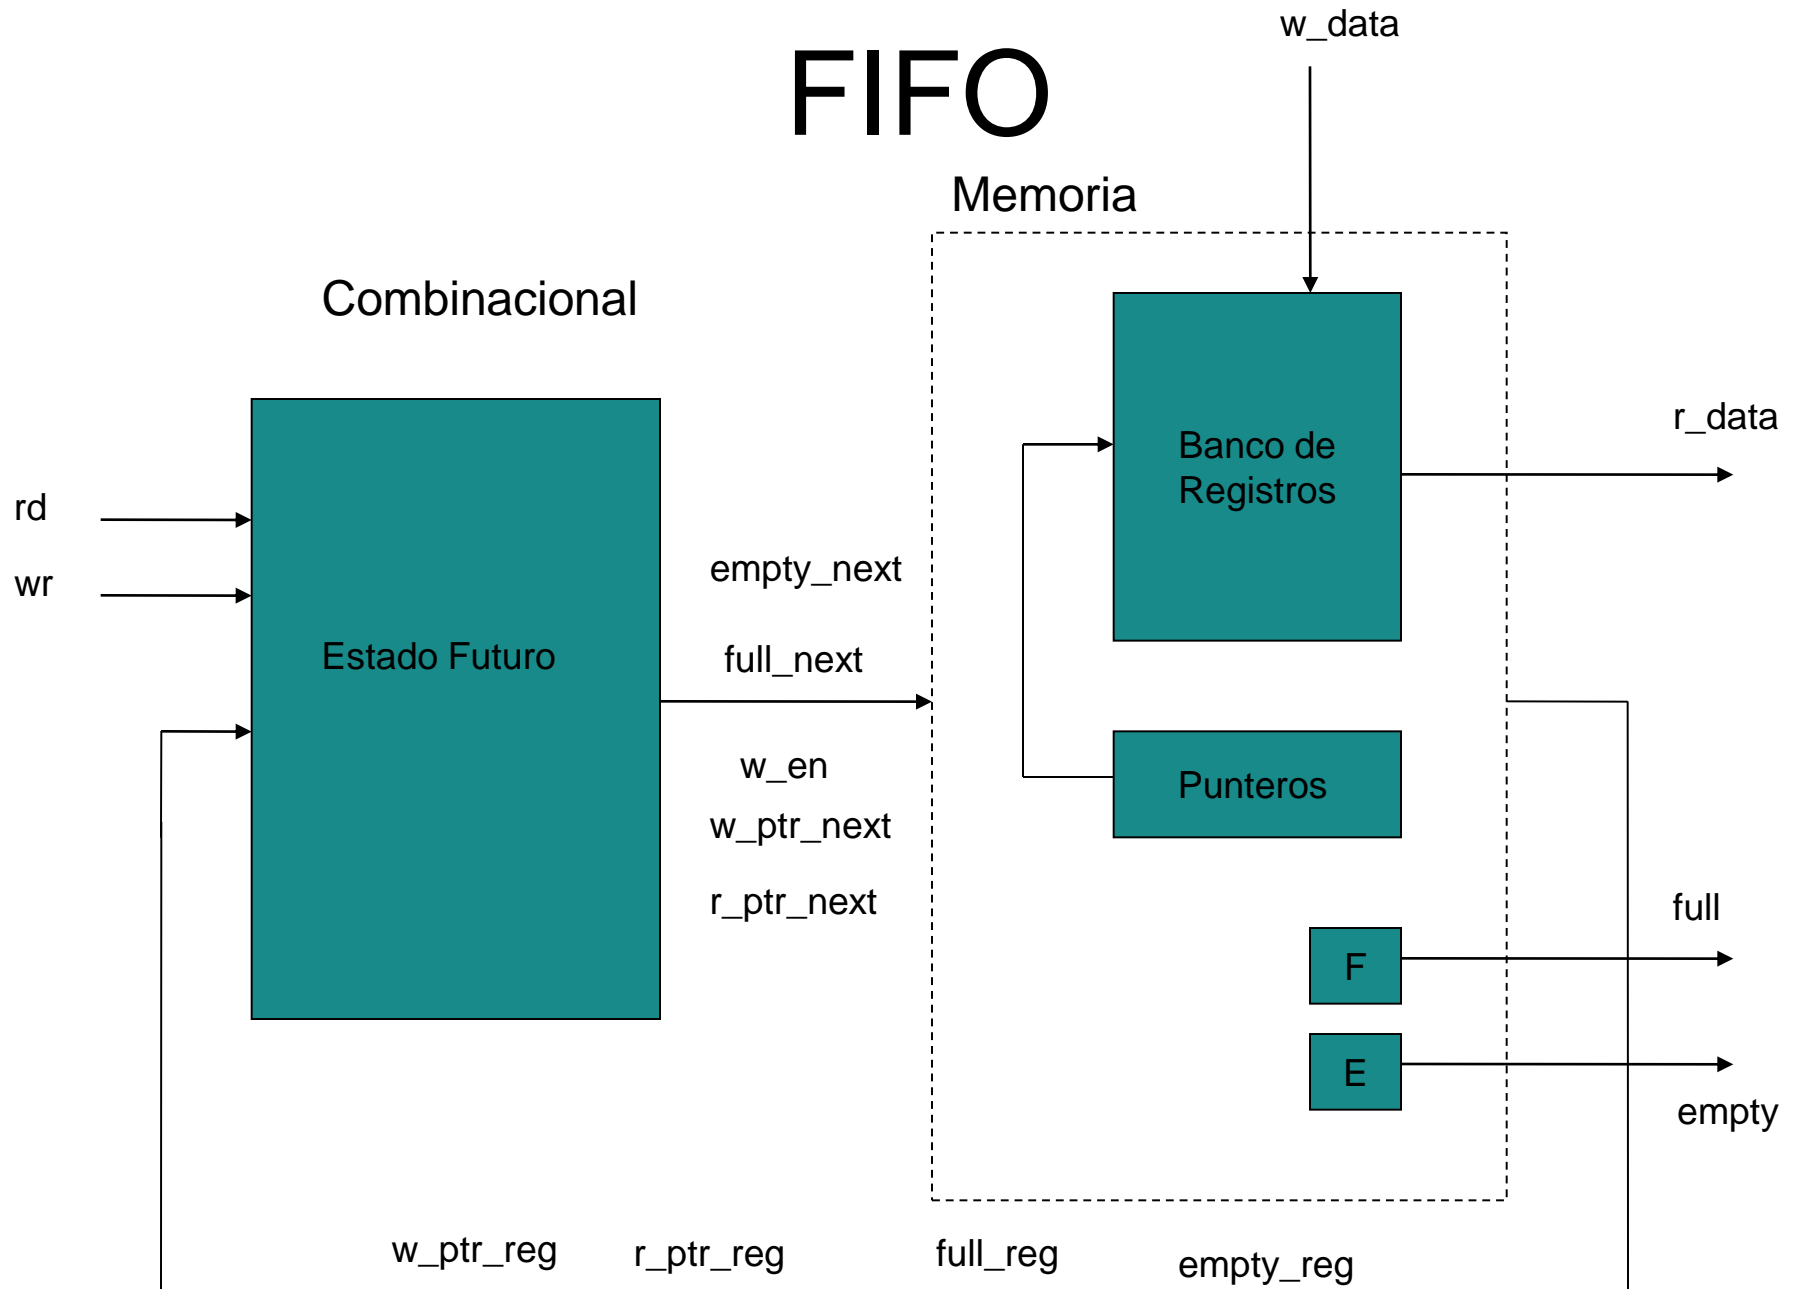 w_data
FIFO
Memoria
Combinacional
r_data
Banco de
Registros
rd
wr
empty_next
Estado Futuro
full_next
w_en
Punteros
w_ptr_next
r_ptr_next
full
F
E
empty
w_ptr_reg
r_ptr_reg
full_reg
empty_reg